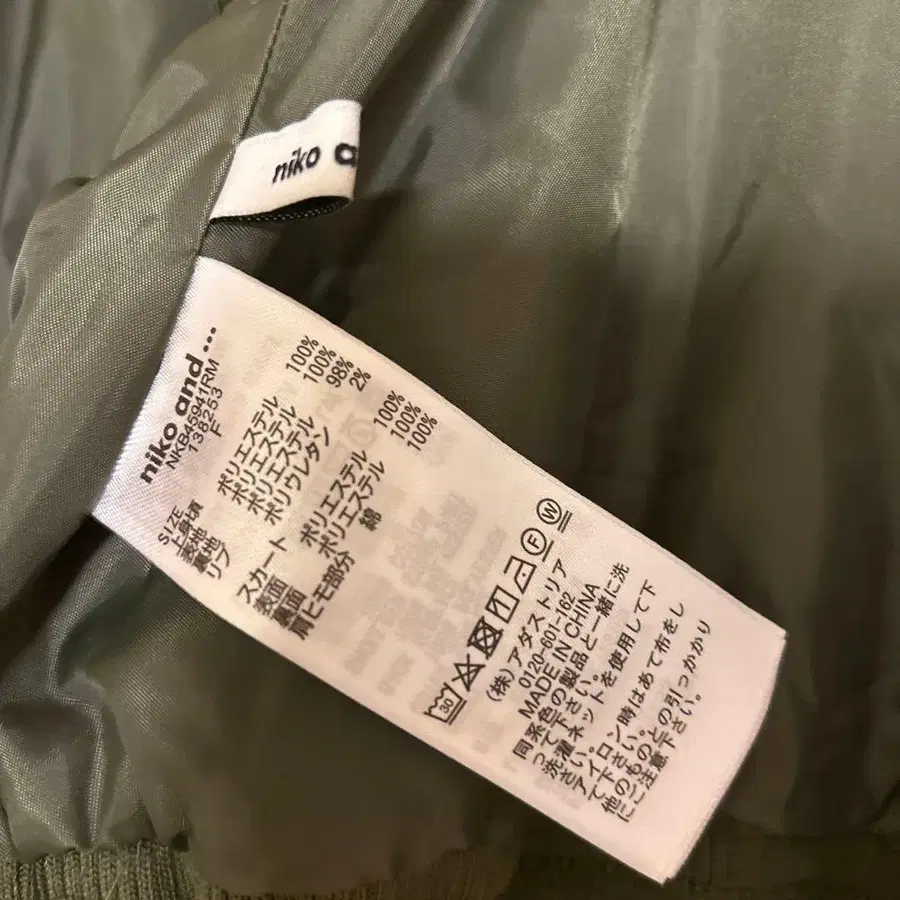 niko a
niko and ...
NKB45941RM
138253
SIZE F
上身頃
表地 ポリエステル 100%
裏地 ポリエステル 100%
リブ ポリエステル 98%
ポリウレタン 2%
スカート
表面 ポリエステル 100%
裏面 ポリエステル 100%
肩ヒモ部分 綿 100%
30 F W
(株)アダストリア
0120-601-162
MADE IN CHINA
同系色の製品と一緒に洗
って下さい。
洗濯ネットを使用して下
さい。
アイロン時はあて布をし
て下さい。
他のものとの引っかかり
にご注意下さい。